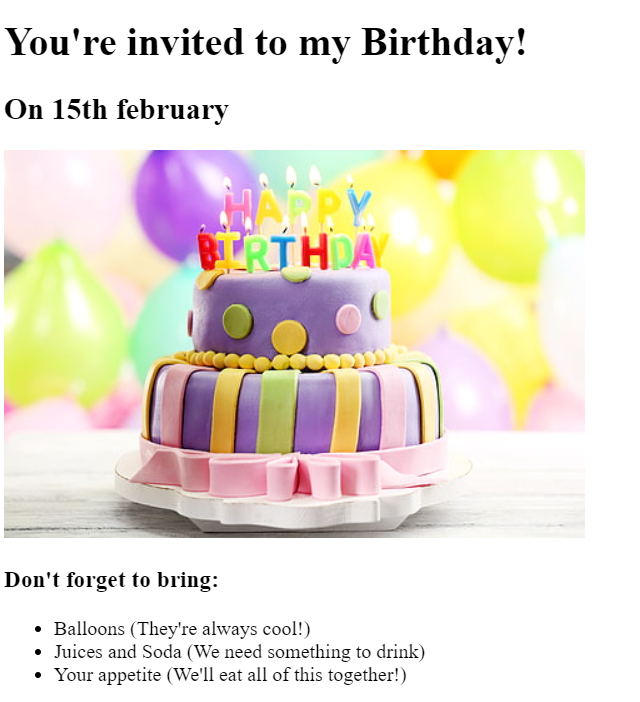 You're invited to my Birthday!
On 15th february
HAPPY
BIRTHDAY
Don't forget to bring:
Balloons (They're always cool!)
Juices and Soda (We need something to drink)
Your appetite (We'll eat all of this together!)